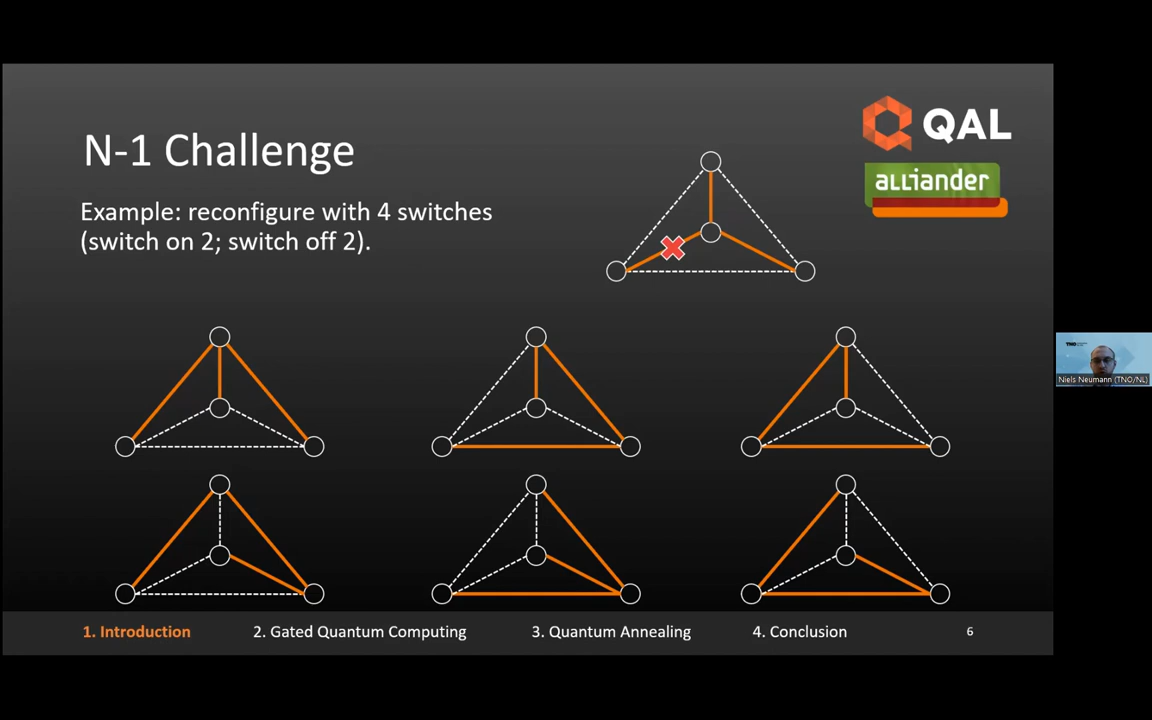 N-1 Challenge
Example: reconfigure with 4 switches
(switch on 2; switch off 2).
QAL
alliander
Niels Neumann (TNO/NL)
1. Introduction
2. Gated Quantum Computing
3. Quantum Annealing
4. Conclusion
6